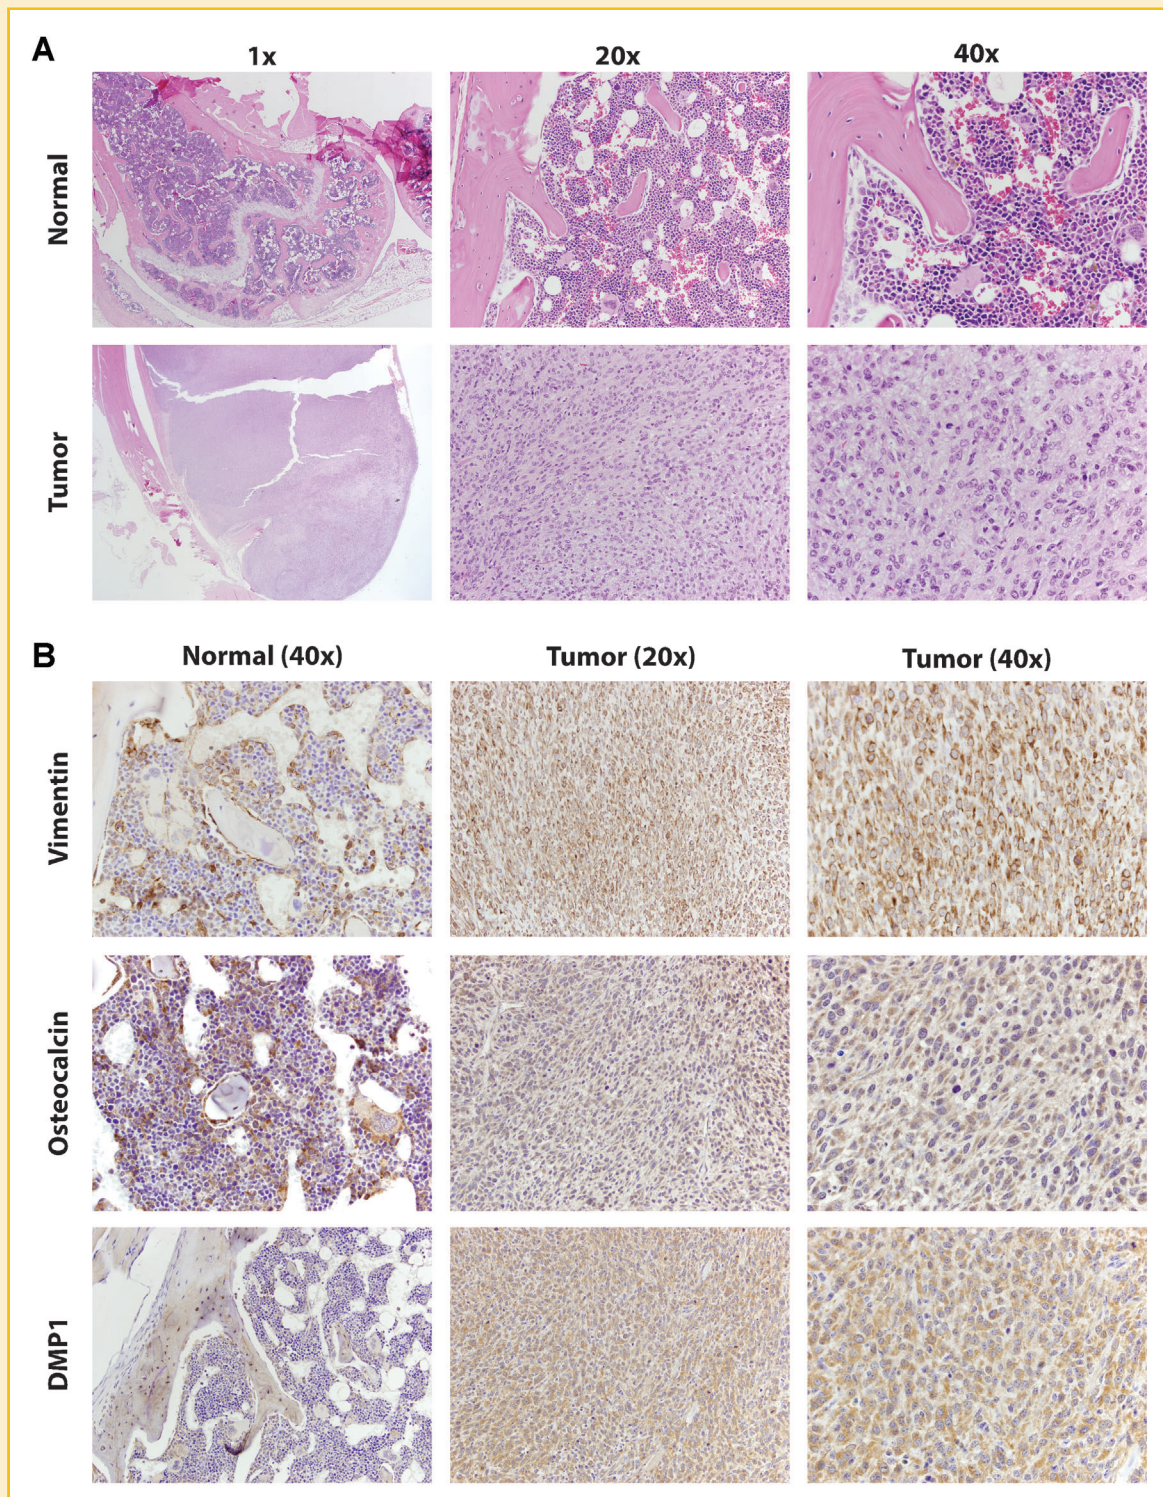 A
1x
20x
40x
Normal
Tumor
B
Normal (40x)
Tumor (20x)
Tumor (40x)
Vimentin
Osteocalcin
DMP1